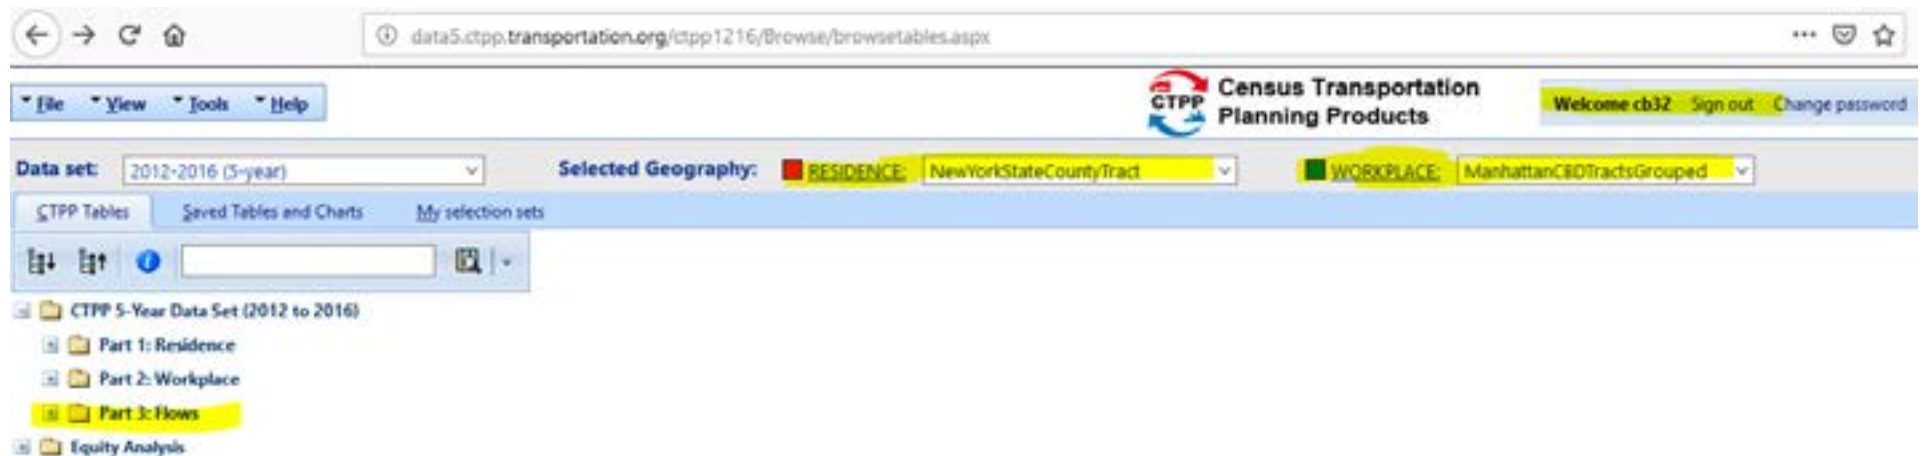 data5.ctpp.transportation.org/ctpp1216/Browse/browsetables.aspx
File View Tools Help
CTPP Census Transportation Planning Products
Welcome cb32 Sign out Change password
Data set: 2012-2016 (5-year) Selected Geography: RESIDENCE: NewYorkStateCountyTract WORKPLACE: ManhattanCBDTractsGrouped
CTPP Tables Saved Tables and Charts My selection sets
CTPP 5-Year Data Set (2012 to 2016)
Part 1: Residence
Part 2: Workplace
Part 3: Flows
Equity Analysis